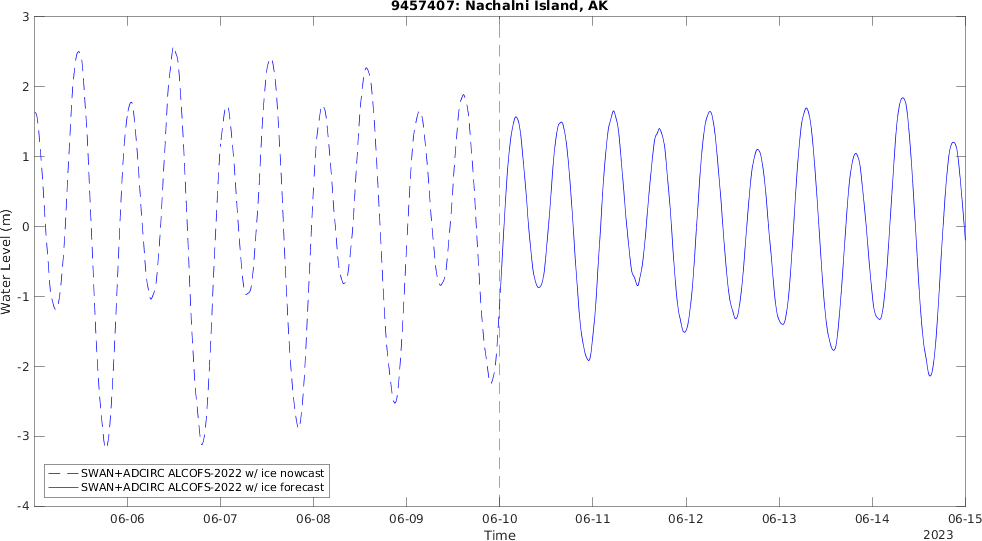 9457407: Nachalni Island, AK
3
2
1
0
-1
-2
-3
-4
Water Level (m)
SWAN+ADCIRC ALCOFS-2022 w/ ice nowcast
SWAN+ADCIRC ALCOFS-2022 w/ ice forecast
06-06 06-07 06-08 06-09 06-10 06-11 06-12 06-13 06-14 06-15
Time
2023